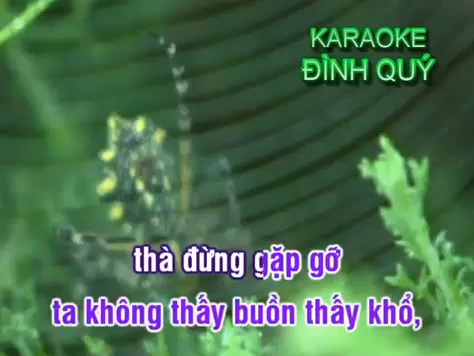 KARAOKE
ĐÌNH QUÝ
thà đừng gặp gỡ
ta không thấy buồn thấy khổ,